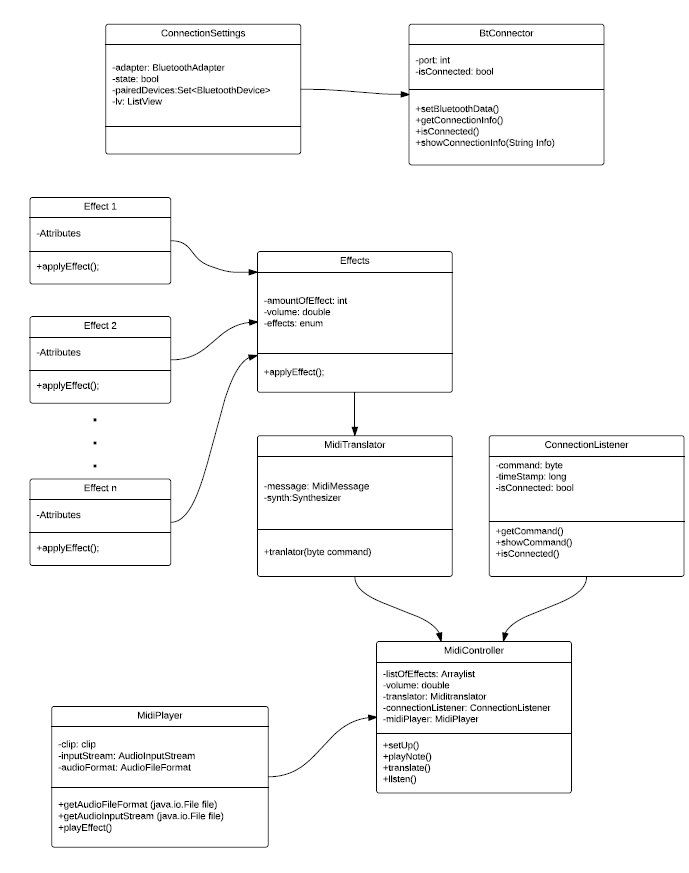 ConnectionSettings
-adapter: BluetoothAdapter
-state: bool
-pairedDevices:Set<BluetoothDevice>
-lv: ListView
BtConnector
-port: int
-isConnected: bool
+setBluetoothData()
+getConnectionInfo()
+isConnected()
+showConnectionInfo(String Info)
Effect 1
-Attributes
+applyEffect();
Effect 2
-Attributes
+applyEffect();
Effect n
-Attributes
+applyEffect();
Effects
-amountOfEffect: int
-volume: double
-effects: enum
+applyEffect();
MidiTranslator
-message: MidiMessage
-synth:Synthesizer
+tranlator(byte command)
ConnectionListener
-command: byte
-timeStamp: long
-isConnected: bool
+getCommand()
+showCommand()
+isConnected()
MidiController
-listOfEffects: Arraylist
-volume: double
-translator: Miditranslator
-connectionListener: ConnectionListener
-midiPlayer: MidiPlayer
+setUp()
+playNote()
+translate()
+listen()
MidiPlayer
-clip: clip
-inputStream: AudioInputStream
-audioFormat: AudioFileFormat
+getAudioFileFormat (java.io.File file)
+getAudioInputStream (java.io.File file)
+playEffect()